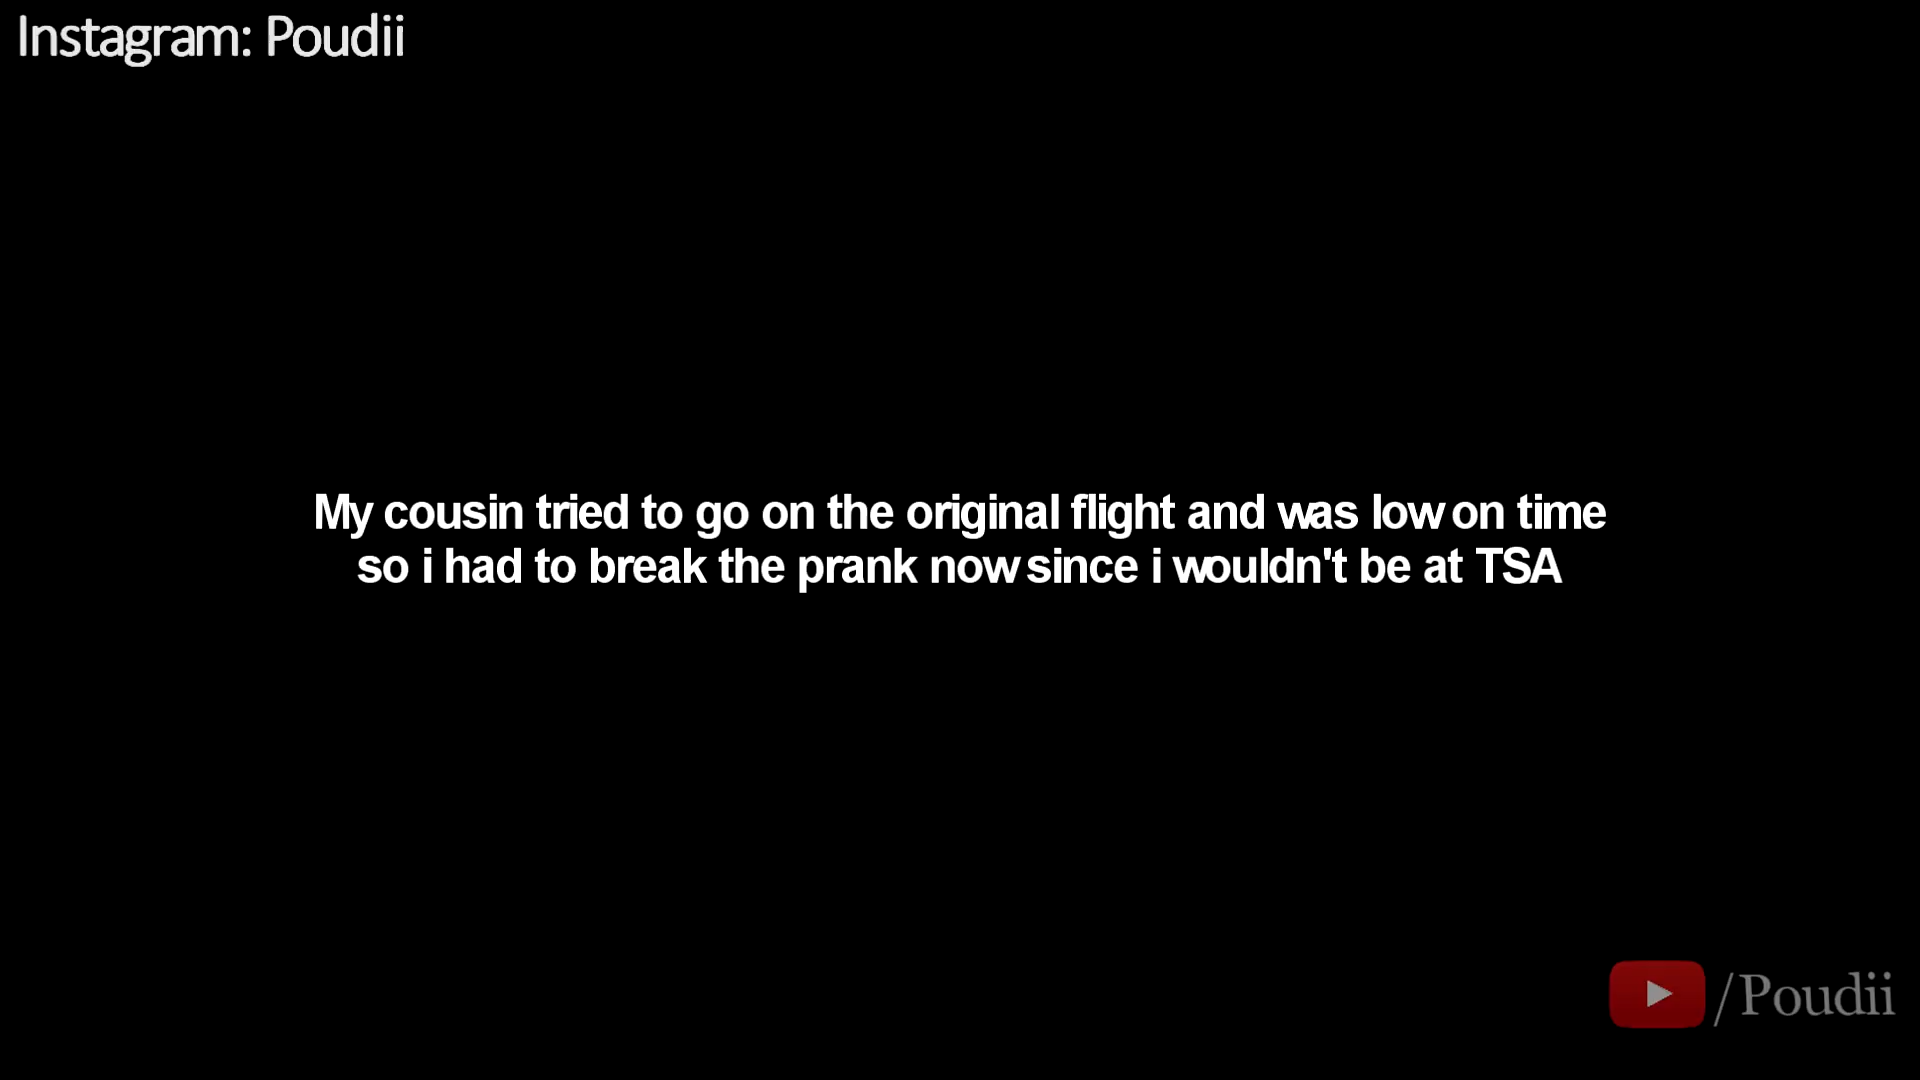 Instagram: Poudii
My cousin tried to go on the original flight and was low on time
so i had to break the prank now since i wouldn't be at TSA
/Poudii